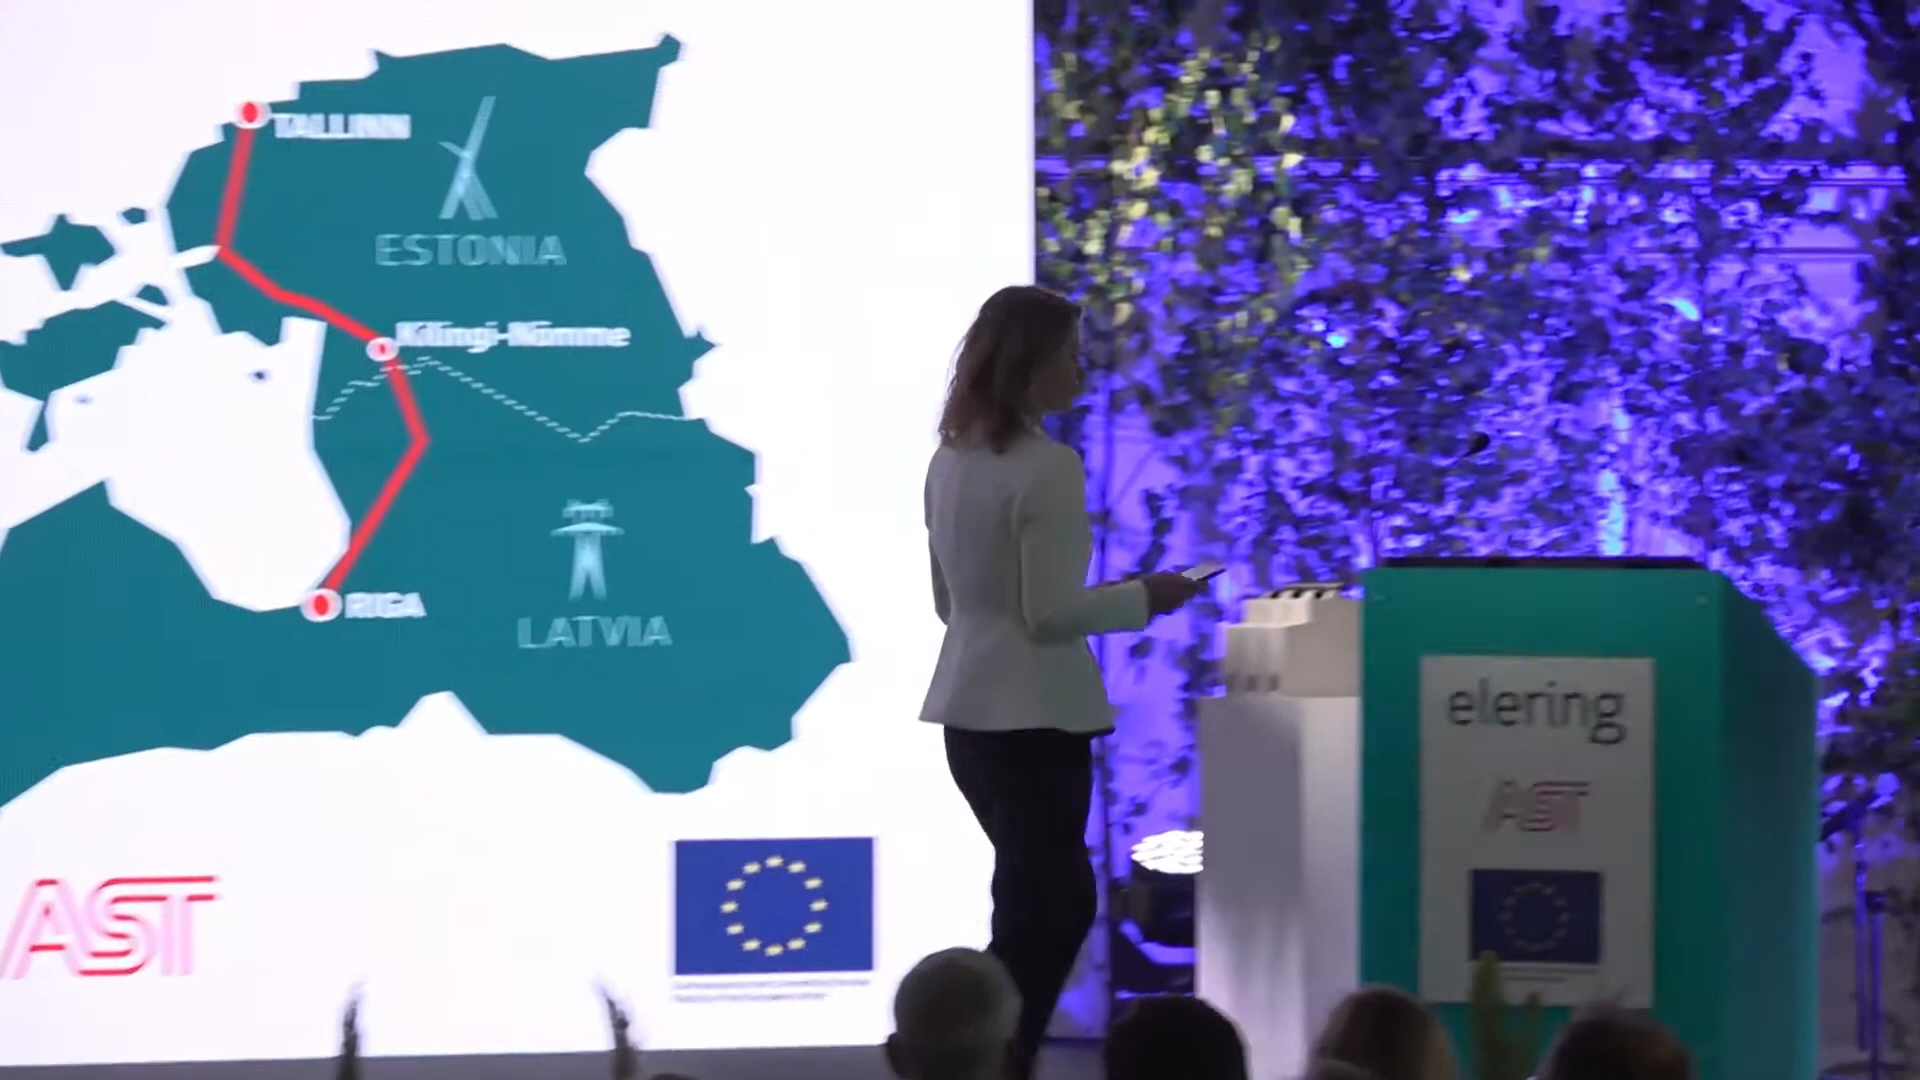 TALLINN
ESTONIA
Kilingi-Nõmme
LATVIA
RIGA
AST
elering
AST